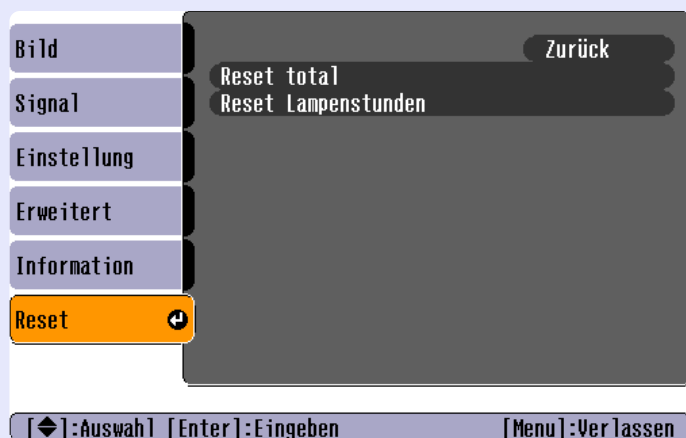 Bild
Signal
Einstellung
Erweitert
Information
Reset
Zurück
Reset total
Reset Lampenstunden
[◆]:Auswahl [Enter]:Eingeben [Menu]:Verlassen